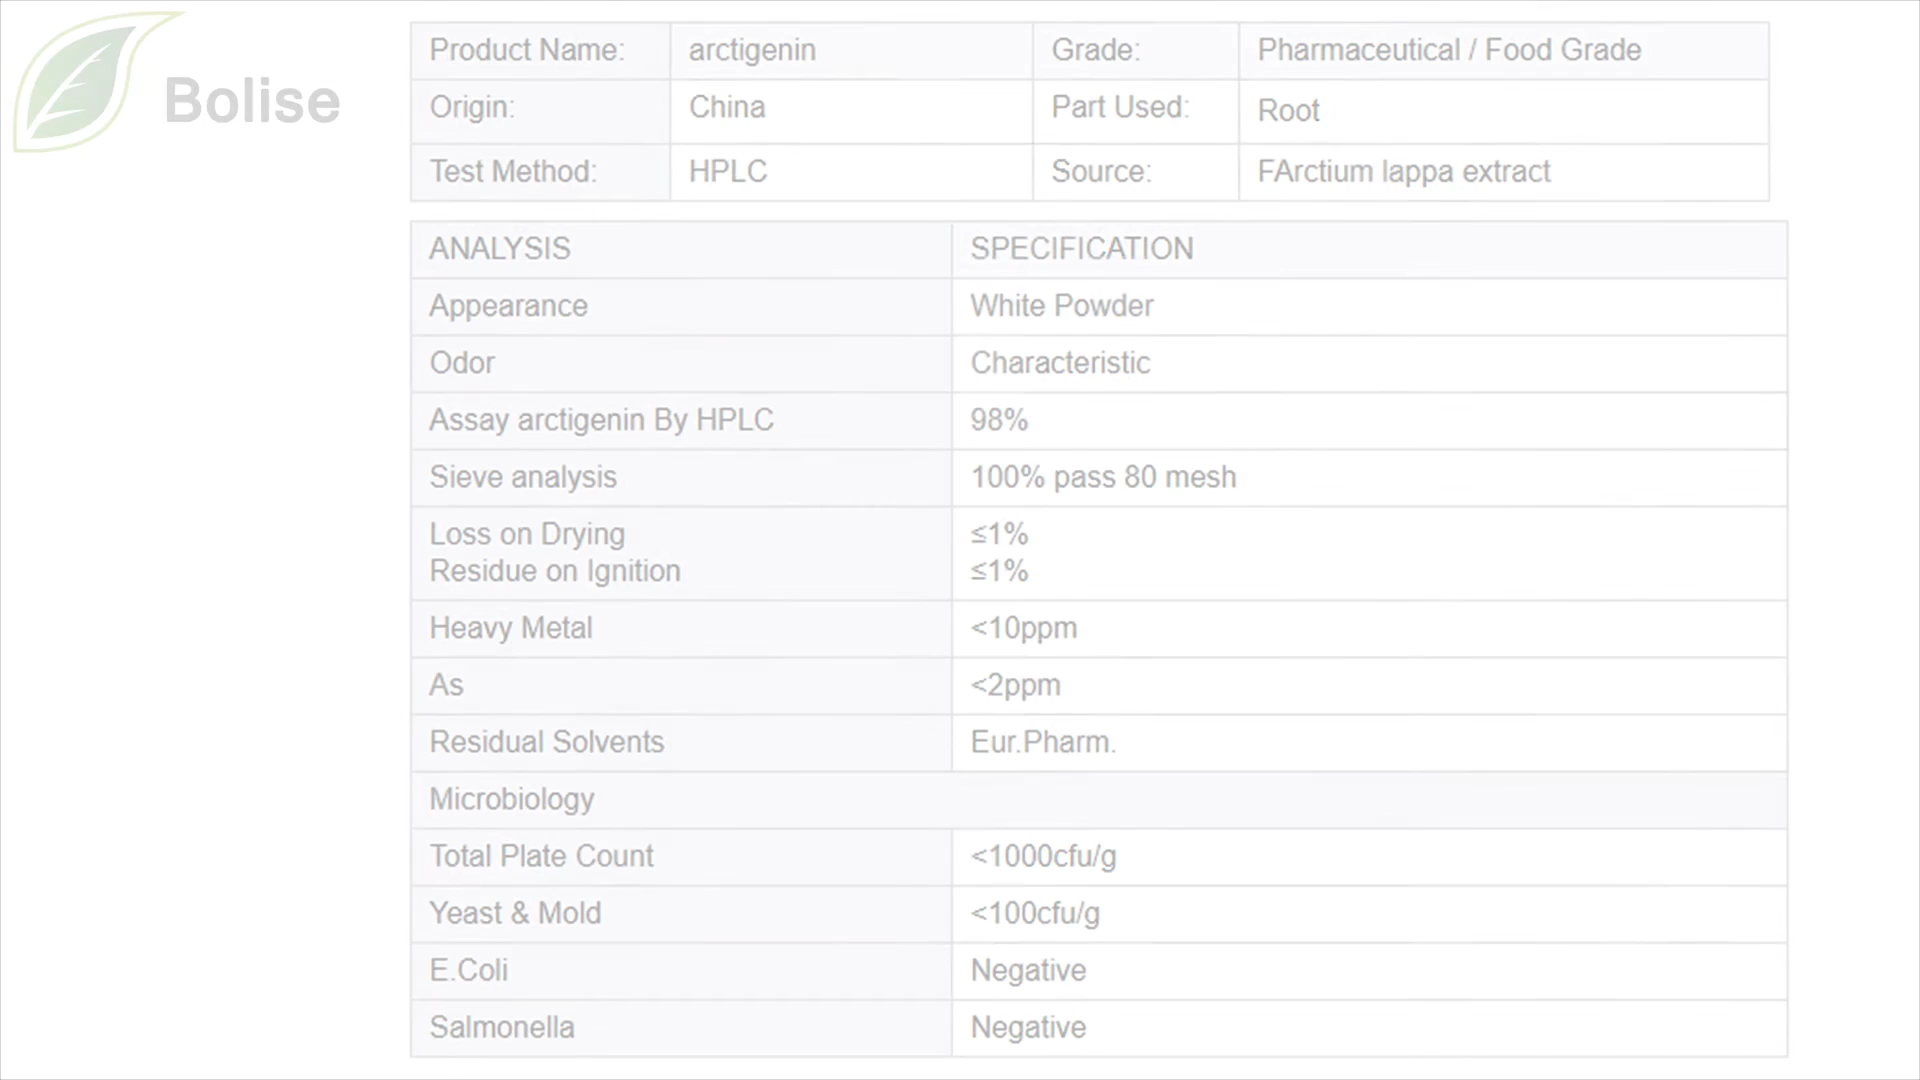 Bolise
Product Name: arctigenin Grade: Pharmaceutical / Food Grade
Origin: China Part Used: Root
Test Method: HPLC Source: FArctium lappa extract
ANALYSIS SPECIFICATION
Appearance White Powder
Odor Characteristic
Assay arctigenin By HPLC 98%
Sieve analysis 100% pass 80 mesh
Loss on Drying ≤1%
Residue on Ignition ≤1%
Heavy Metal <10ppm
As <2ppm
Residual Solvents Eur.Pharm.
Microbiology
Total Plate Count <1000cfu/g
Yeast & Mold <100cfu/g
E.Coli Negative
Salmonella Negative